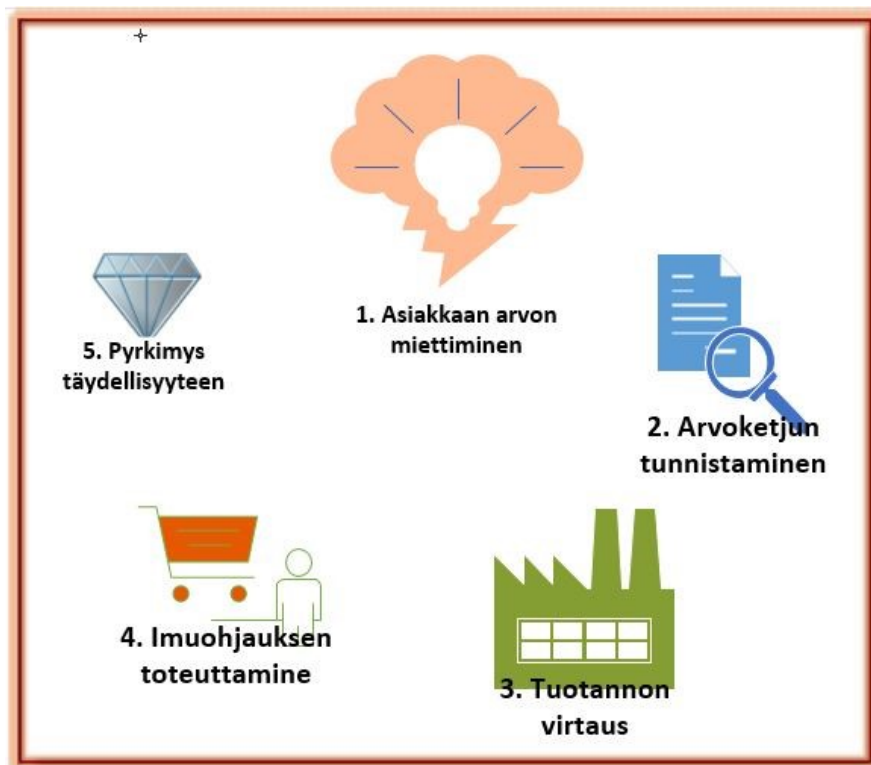 1. Asiakkaan arvon
miettiminen
2. Arvoketjun
tunnistaminen
3. Tuotannon
virtaus
4. Imuohjauksen
toteuttamine
5. Pyrkimys
täydellisyyteen